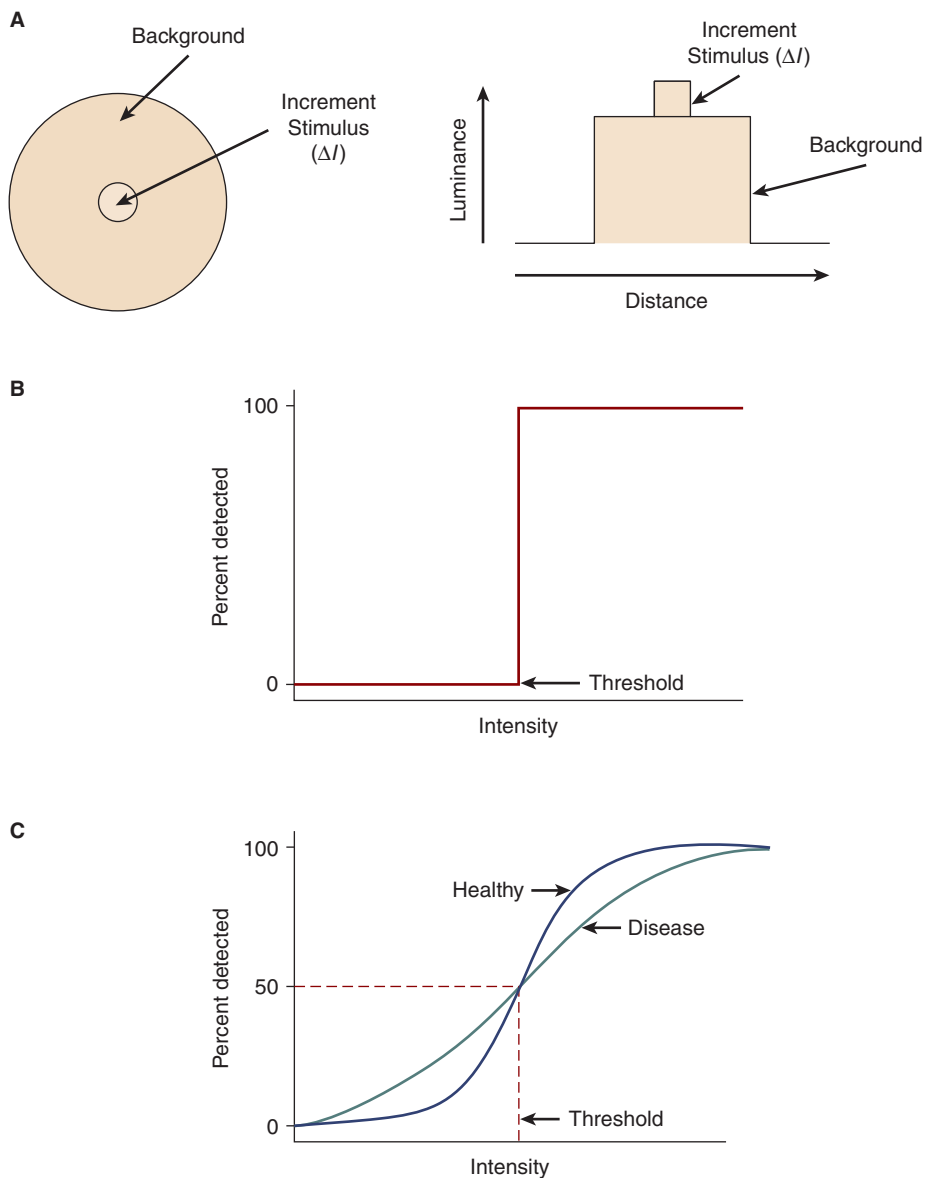 A
Background
Increment
Stimulus
(ΔI)
Increment
Stimulus (ΔI)
Luminance
Background
Distance
B
100
Percent detected
0
Threshold
Intensity
C
100
Healthy
Disease
Percent detected
50
Threshold
0
Intensity